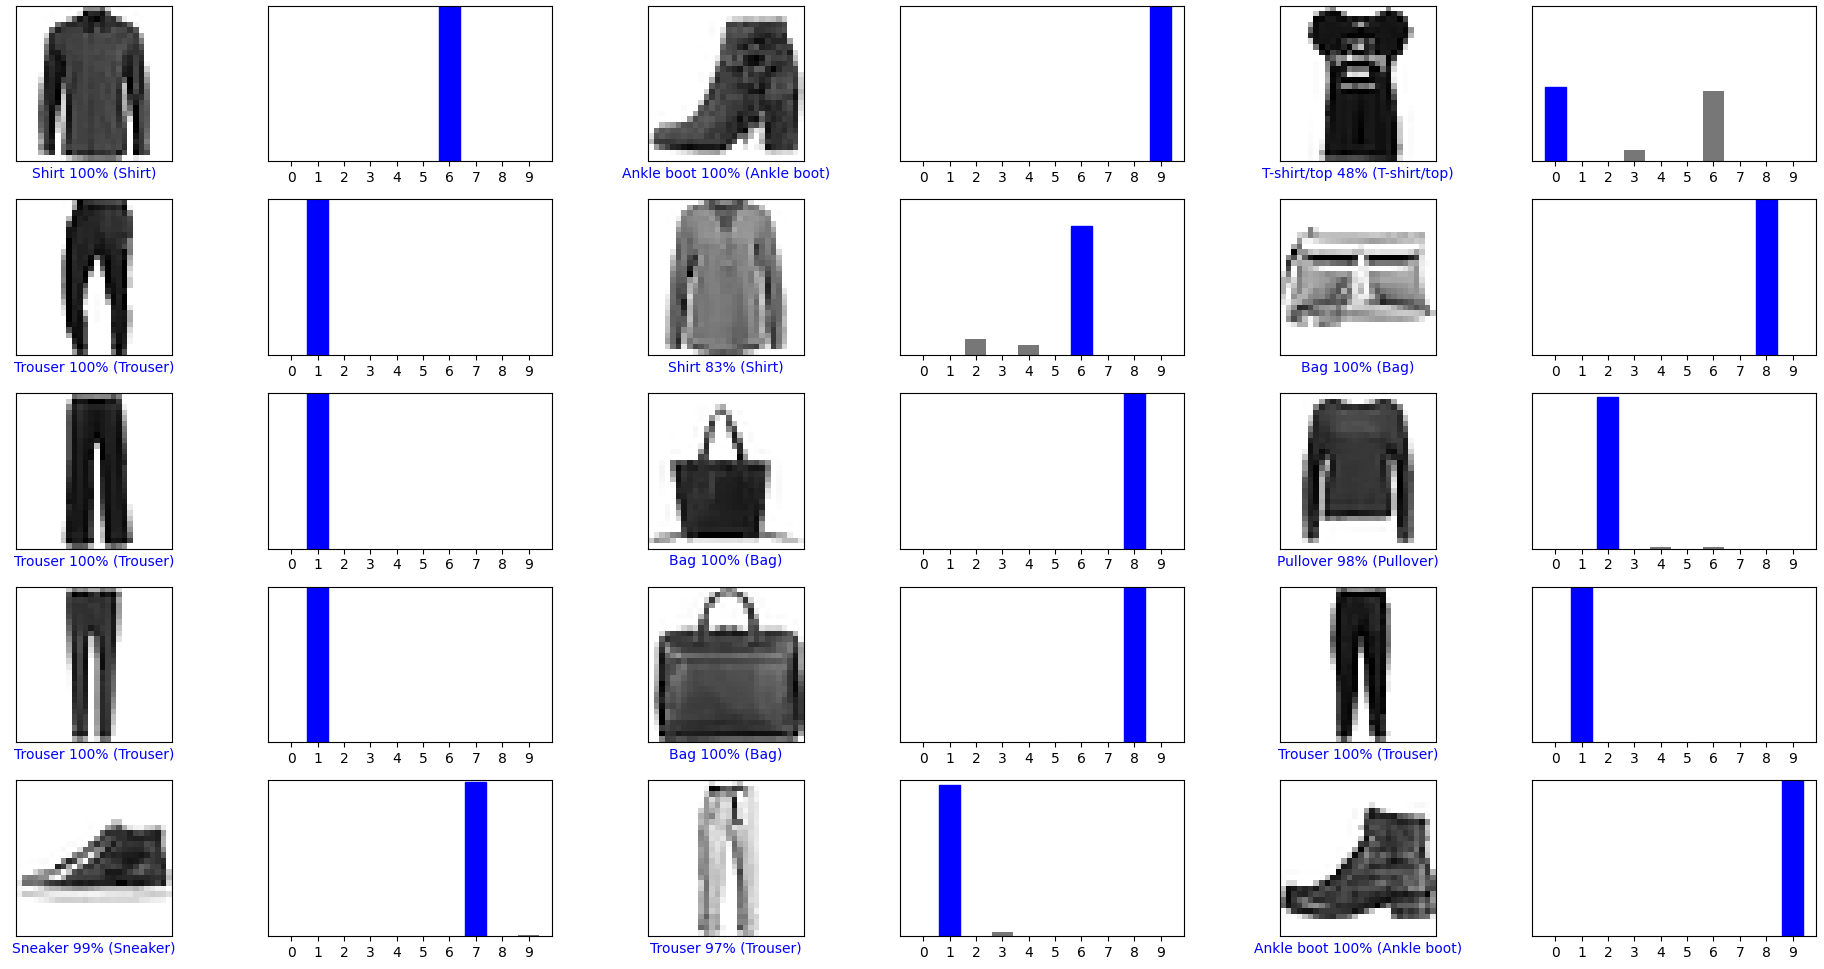 0 1 2 3 4 5 6 7 8 9
0 1 2 3 4 5 6 7 8 9
0 1 2 3 4 5 6 7 8 9
Shirt 100% (Shirt)
Ankle boot 100% (Ankle boot)
T-shirt/top 48% (T-shirt/top)
0 1 2 3 4 5 6 7 8 9
0 1 2 3 4 5 6 7 8 9
0 1 2 3 4 5 6 7 8 9
Trouser 100% (Trouser)
Shirt 83% (Shirt)
Bag 100% (Bag)
0 1 2 3 4 5 6 7 8 9
0 1 2 3 4 5 6 7 8 9
0 1 2 3 4 5 6 7 8 9
Trouser 100% (Trouser)
Bag 100% (Bag)
Pullover 98% (Pullover)
0 1 2 3 4 5 6 7 8 9
0 1 2 3 4 5 6 7 8 9
0 1 2 3 4 5 6 7 8 9
Trouser 100% (Trouser)
Bag 100% (Bag)
Trouser 100% (Trouser)
0 1 2 3 4 5 6 7 8 9
0 1 2 3 4 5 6 7 8 9
0 1 2 3 4 5 6 7 8 9
Sneaker 99% (Sneaker)
Trouser 97% (Trouser)
Ankle boot 100% (Ankle boot)